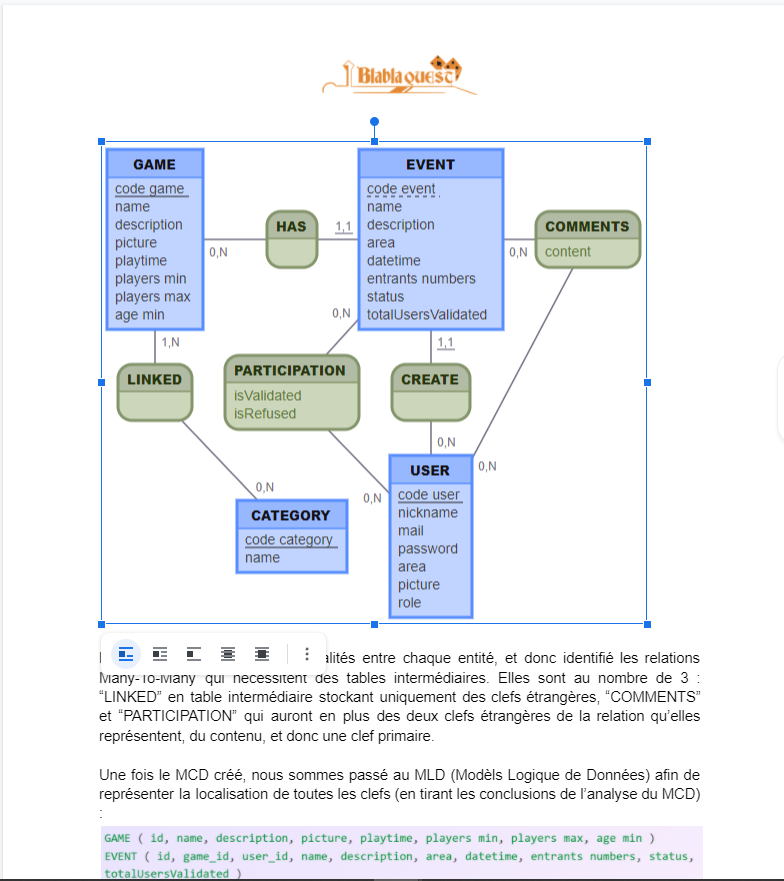 Blablaquest
GAME
code game
name
description
picture
playtime
players min
players max
age min
0,N
HAS
1,1
EVENT
code event
name
description
area
datetime
entrants numbers
status
totalUsersValidated
0,N
COMMENTS
content
1,N
LINKED
0,N
PARTICIPATION
isValidated
isRefused
1,1
CREATE
0,N
0,N
0,N
0,N
CATEGORY
code category
name
USER
code user
nickname
mail
password
area
picture
role
entre chaque entité, et donc identifié les relations
Many-To-Many qui nécessitent des tables intermédiaires. Elles sont au nombre de 3 :
“LINKED” en table intermédiaire stockant uniquement des clefs étrangères, “COMMENTS”
et “PARTICIPATION” qui auront en plus des deux clefs étrangères de la relation qu’elles
représentent, du contenu, et donc une clef primaire.
Une fois le MCD créé, nous sommes passé au MLD (Modèls Logique de Données) afin de
représenter la localisation de toutes les clefs (en tirant les conclusions de l’analyse du MCD)
:
GAME ( id, name, description, picture, playtime, players min, players max, age min )
EVENT ( id, game_id, user_id, name, description, area, datetime, entrants numbers, status,
totalUsersValidated )